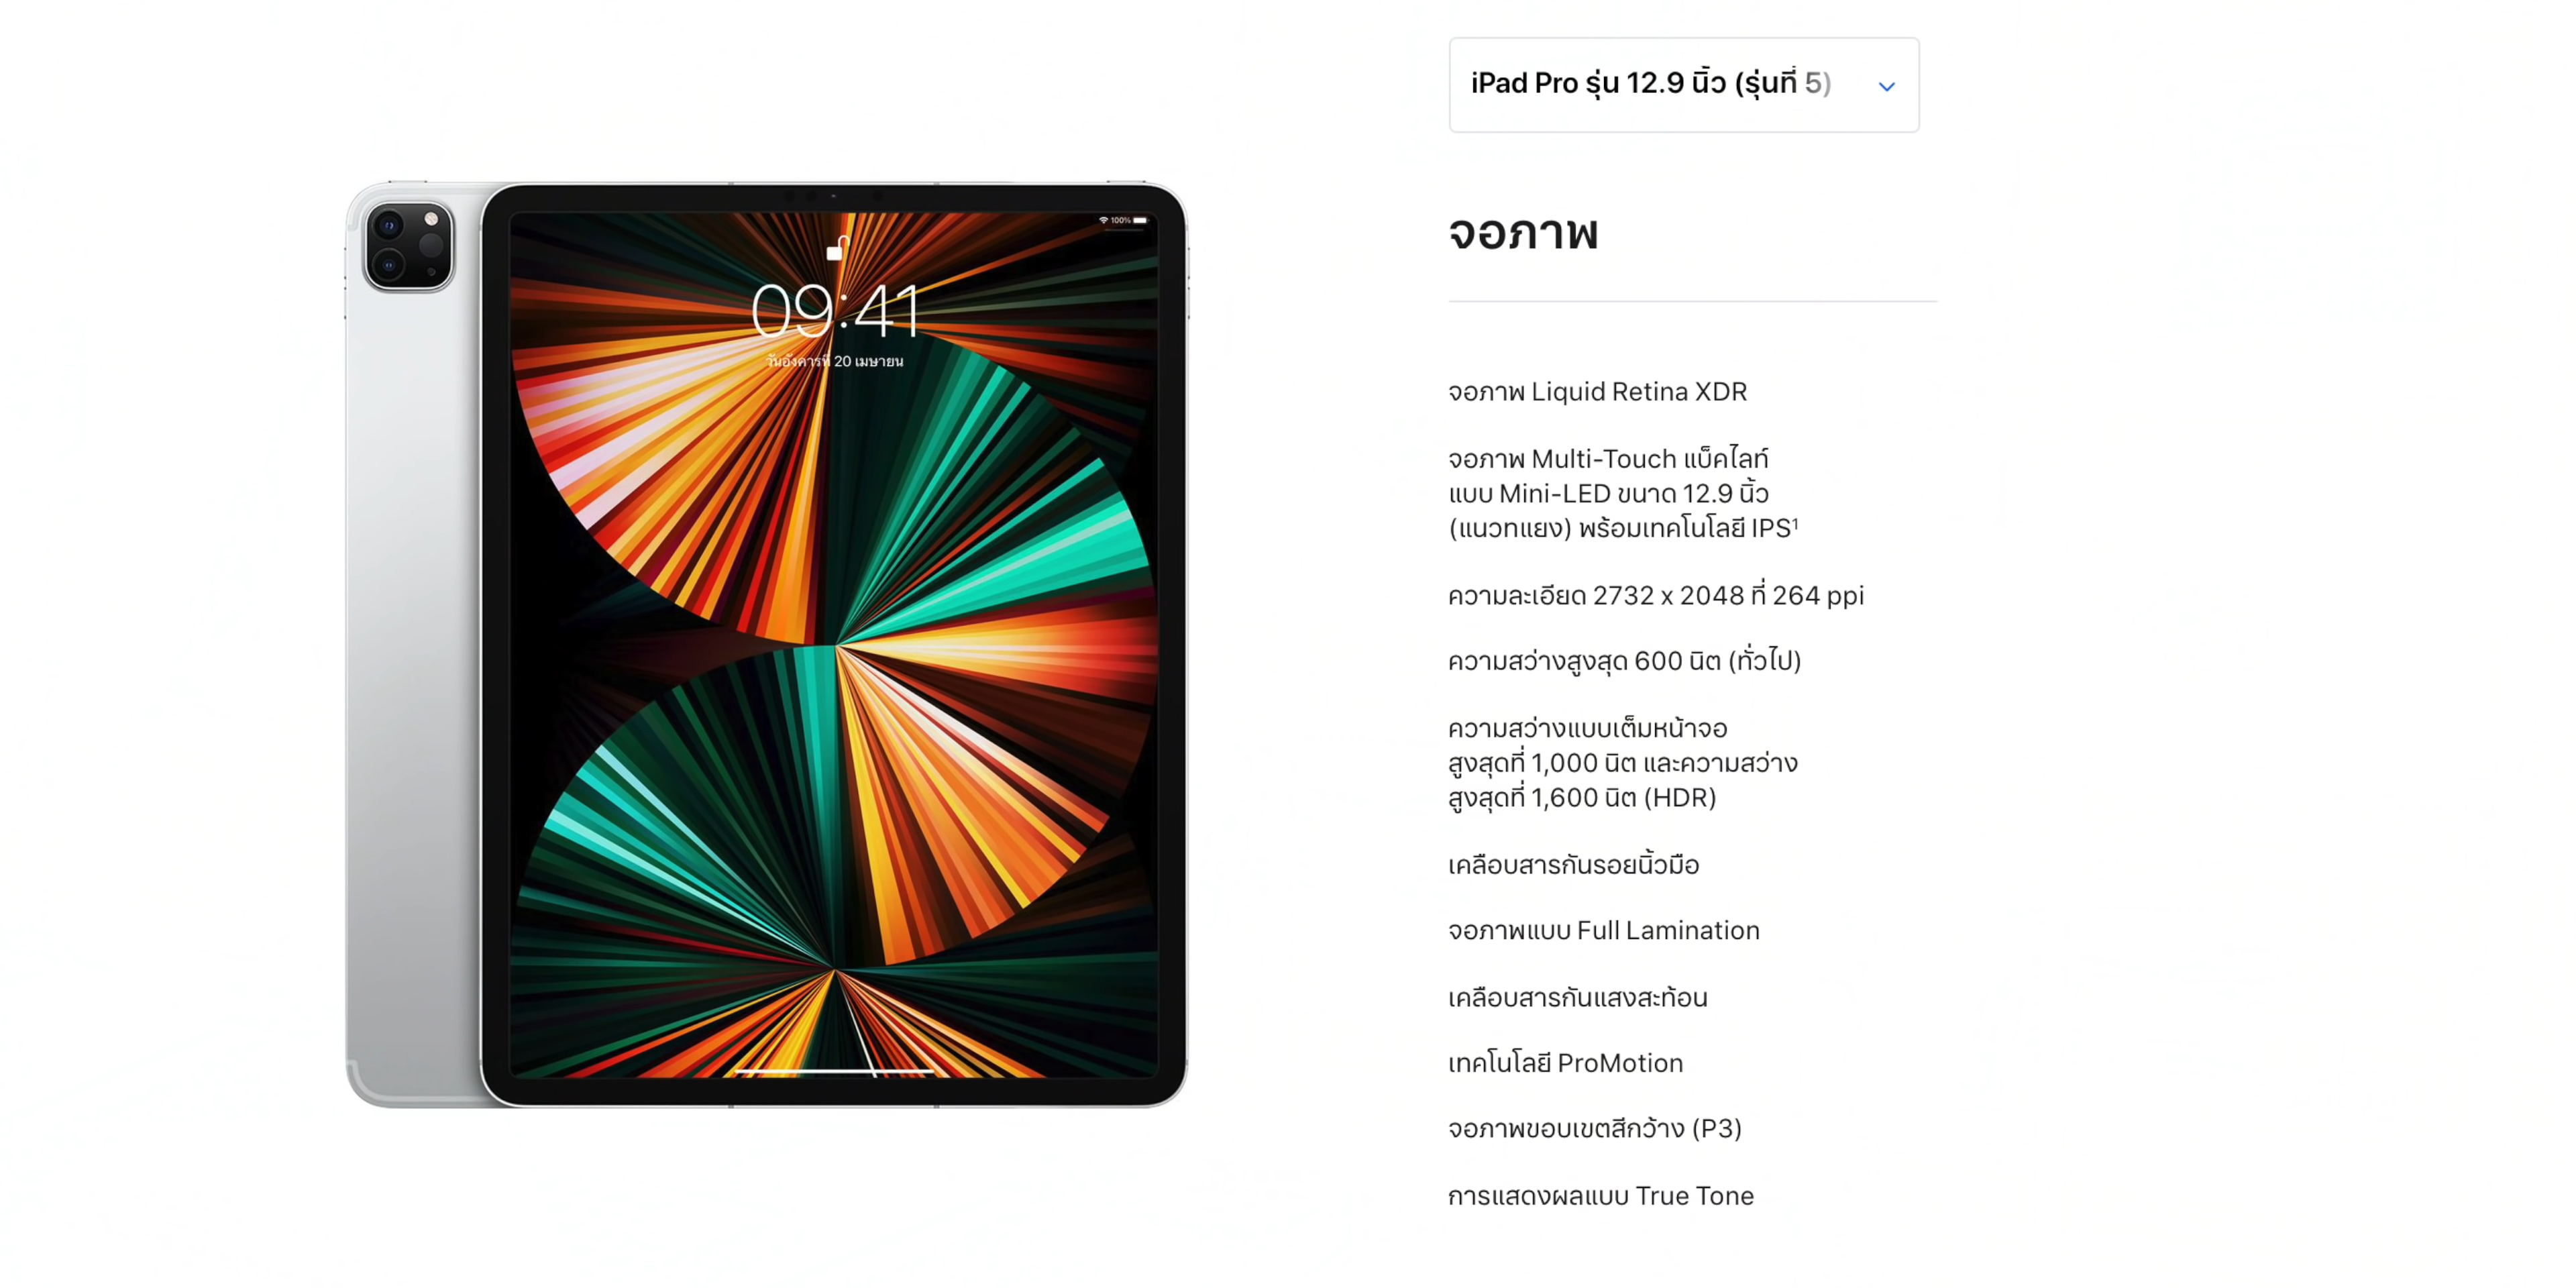 iPad Pro รุ่น 12.9 นิ้ว (รุ่นที่ 5)
จอภาพ
100%
09:41
วันอังคารที่ 20 เมษายน
จอภาพ Liquid Retina XDR
จอภาพ Multi-Touch แบ็คไลท์
แบบ Mini-LED ขนาด 12.9 นิ้ว
(แนวทแยง) พร้อมเทคโนโลยี IPS¹
ความละเอียด 2732 x 2048 ที่ 264 ppi
ความสว่างสูงสุด 600 นิต (ทั่วไป)
ความสว่างแบบเต็มหน้าจอ
สูงสุดที่ 1,000 นิต และความสว่าง
สูงสุดที่ 1,600 นิต (HDR)
เคลือบสารกันรอยนิ้วมือ
จอภาพแบบ Full Lamination
เคลือบสารกันแสงสะท้อน
เทคโนโลยี ProMotion
จอภาพขอบเขตสีกว้าง (P3)
การแสดงผลแบบ True Tone